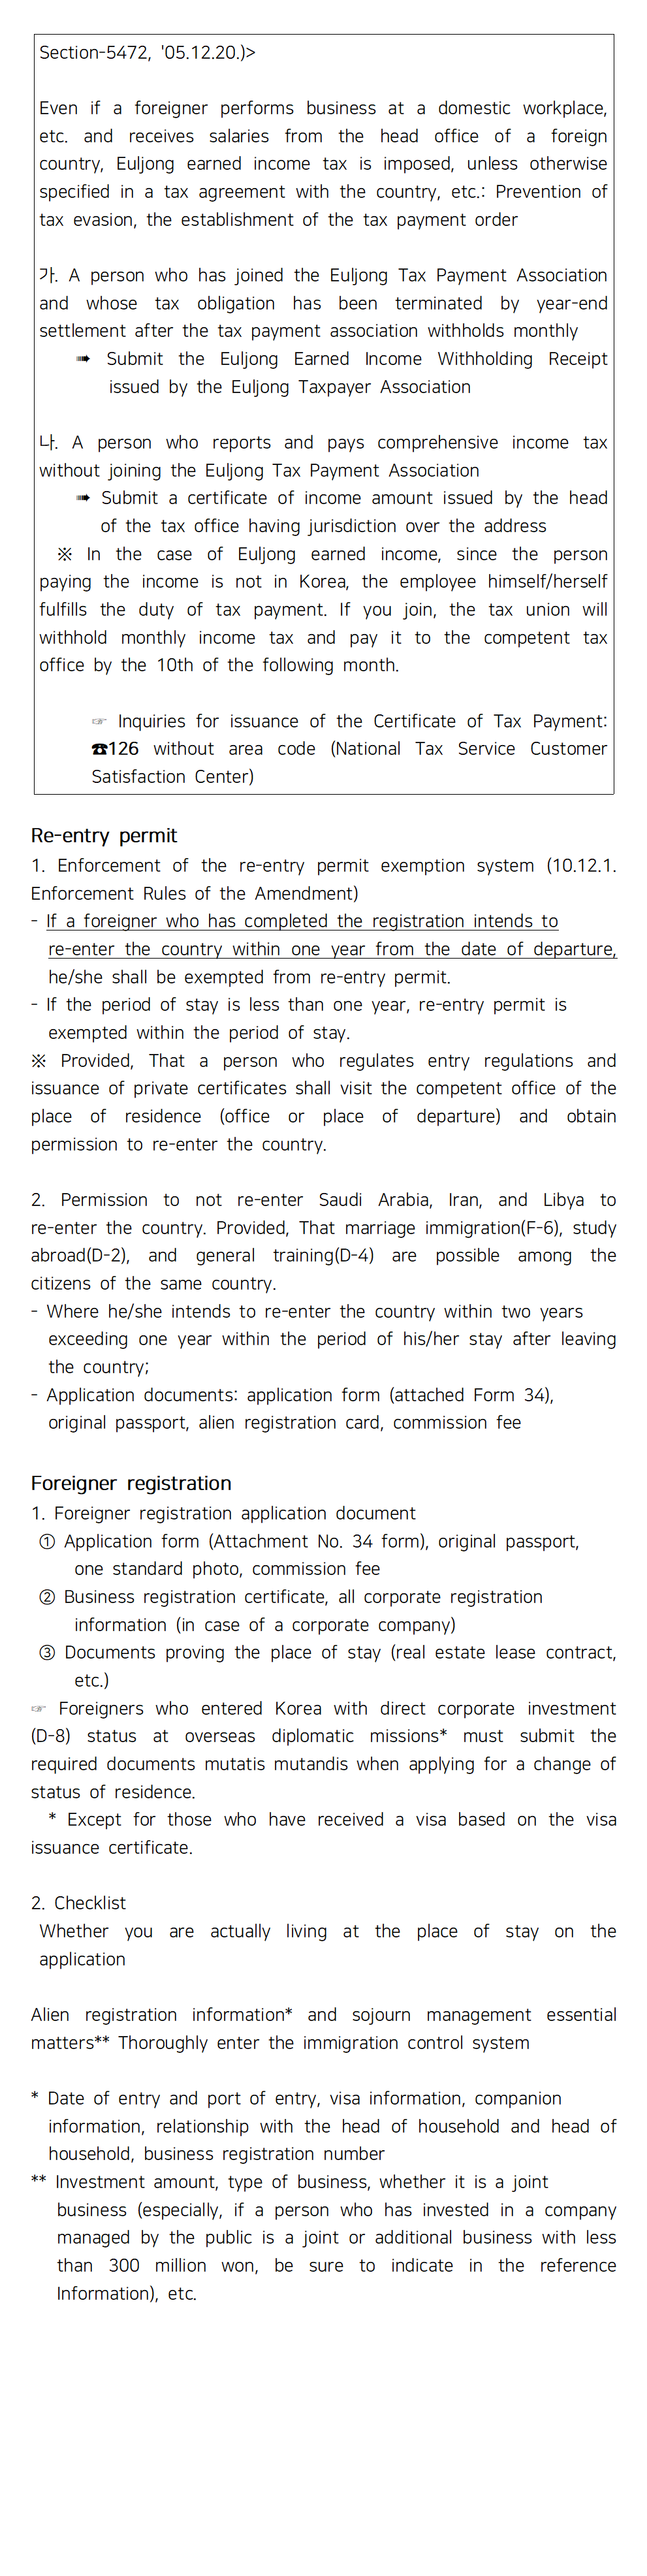 Section-5472, '05.12.20.)>
Even if a foreigner performs business at a domestic workplace,
etc. and receives salaries from the head office of a foreign
country, Euljong earned income tax is imposed, unless otherwise
specified in a tax agreement with the country, etc.: Prevention of
tax evasion, the establishment of the tax payment order
가. A person who has joined the Euljong Tax Payment Association
and whose tax obligation has been terminated by year-end
settlement after the tax payment association withholds monthly
➠ Submit the Euljong Earned Income Withholding Receipt
issued by the Euljong Taxpayer Association
나. A person who reports and pays comprehensive income tax
without joining the Euljong Tax Payment Association
➠ Submit a certificate of income amount issued by the head
of the tax office having jurisdiction over the address
※ In the case of Euljong earned income, since the person
paying the income is not in Korea, the employee himself/herself
fulfills the duty of tax payment. If you join, the tax union will
withhold monthly income tax and pay it to the competent tax
office by the 10th of the following month.
☞ Inquiries for issuance of the Certificate of Tax Payment:
☎126 without area code (National Tax Service Customer
Satisfaction Center)
Re-entry permit
1. Enforcement of the re-entry permit exemption system (10.12.1.
Enforcement Rules of the Amendment)
- If a foreigner who has completed the registration intends to
re-enter the country within one year from the date of departure,
he/she shall be exempted from re-entry permit.
- If the period of stay is less than one year, re-entry permit is
exempted within the period of stay.
※ Provided, That a person who regulates entry regulations and
issuance of private certificates shall visit the competent office of the
place of residence (office or place of departure) and obtain
permission to re-enter the country.
2. Permission to not re-enter Saudi Arabia, Iran, and Libya to
re-enter the country. Provided, That marriage immigration(F-6), study
abroad(D-2), and general training(D-4) are possible among the
citizens of the same country.
- Where he/she intends to re-enter the country within two years
exceeding one year within the period of his/her stay after leaving
the country;
- Application documents: application form (attached Form 34),
original passport, alien registration card, commission fee
Foreigner registration
1. Foreigner registration application document
① Application form (Attachment No. 34 form), original passport,
one standard photo, commission fee
② Business registration certificate, all corporate registration
information (in case of a corporate company)
③ Documents proving the place of stay (real estate lease contract,
etc.)
☞ Foreigners who entered Korea with direct corporate investment
(D-8) status at overseas diplomatic missions* must submit the
required documents mutatis mutandis when applying for a change of
status of residence.
* Except for those who have received a visa based on the visa
issuance certificate.
2. Checklist
Whether you are actually living at the place of stay on the
application
Alien registration information* and sojourn management essential
matters** Thoroughly enter the immigration control system
* Date of entry and port of entry, visa information, companion
information, relationship with the head of household and head of
household, business registration number
** Investment amount, type of business, whether it is a joint
business (especially, if a person who has invested in a company
managed by the public is a joint or additional business with less
than 300 million won, be sure to indicate in the reference
Information), etc.